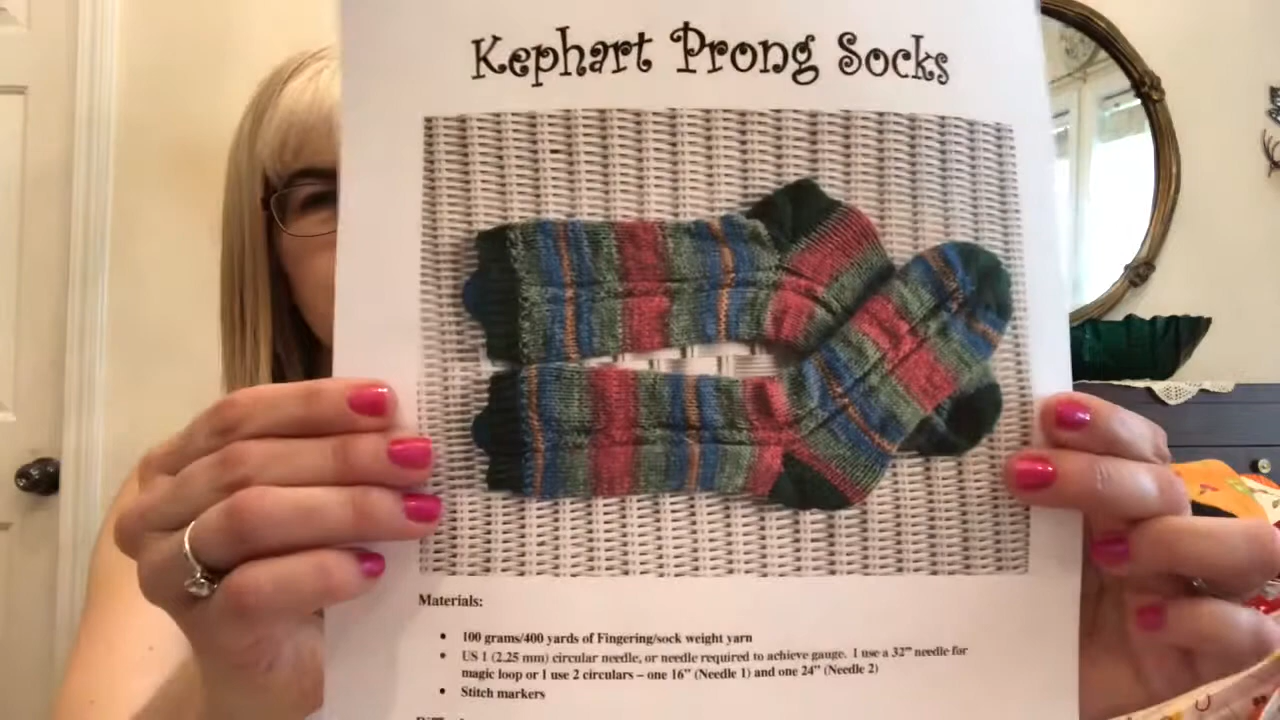 Kephart Prong Socks
Materials:
• 100 grams/400 yards of Fingering/sock weight yarn
• US 1 (2.25 mm) circular needle, or needle required to achieve gauge. I use a 32" needle for
magic loop or I use 2 circulars – one 16" (Needle 1) and one 24" (Needle 2)
• Stitch markers